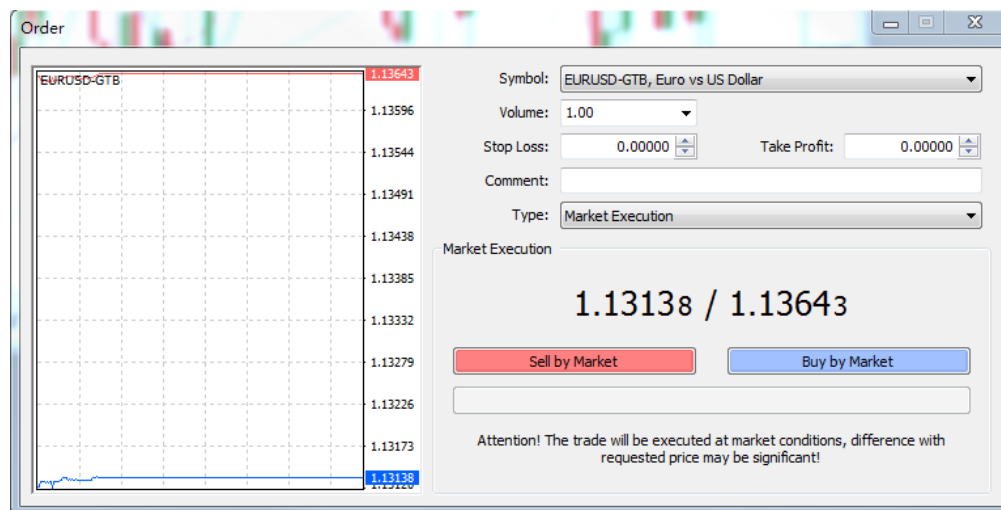 Order
EURUSD-GTB
1.13643
1.13596
1.13544
1.13491
1.13438
1.13385
1.13332
1.13279
1.13226
1.13173
1.13138
Symbol: EURUSD-GTB, Euro vs US Dollar
Volume: 1.00
Stop Loss: 0.00000 Take Profit: 0.00000
Comment:
Type: Market Execution
Market Execution
1.13138 / 1.13643
Sell by Market Buy by Market
Attention! The trade will be executed at market conditions, difference with
requested price may be significant!